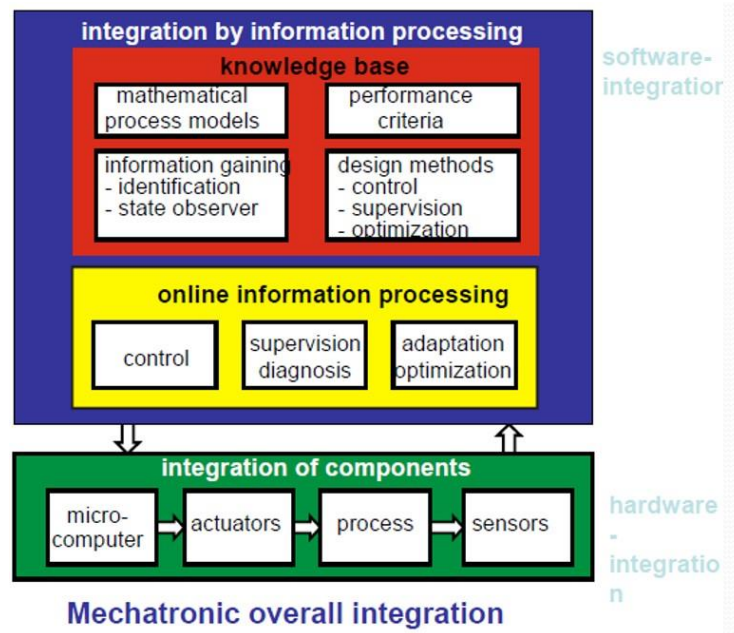 integration by information processing
knowledge base
mathematical
process models
performance
criteria
information gaining
- identification
- state observer
design methods
- control
- supervision
- optimization
online information processing
control
supervision
diagnosis
adaptation
optimization
software-
integration
integration of components
micro-
computer
actuators
process
sensors
hardware
-
integratio
n
Mechatronic overall integration